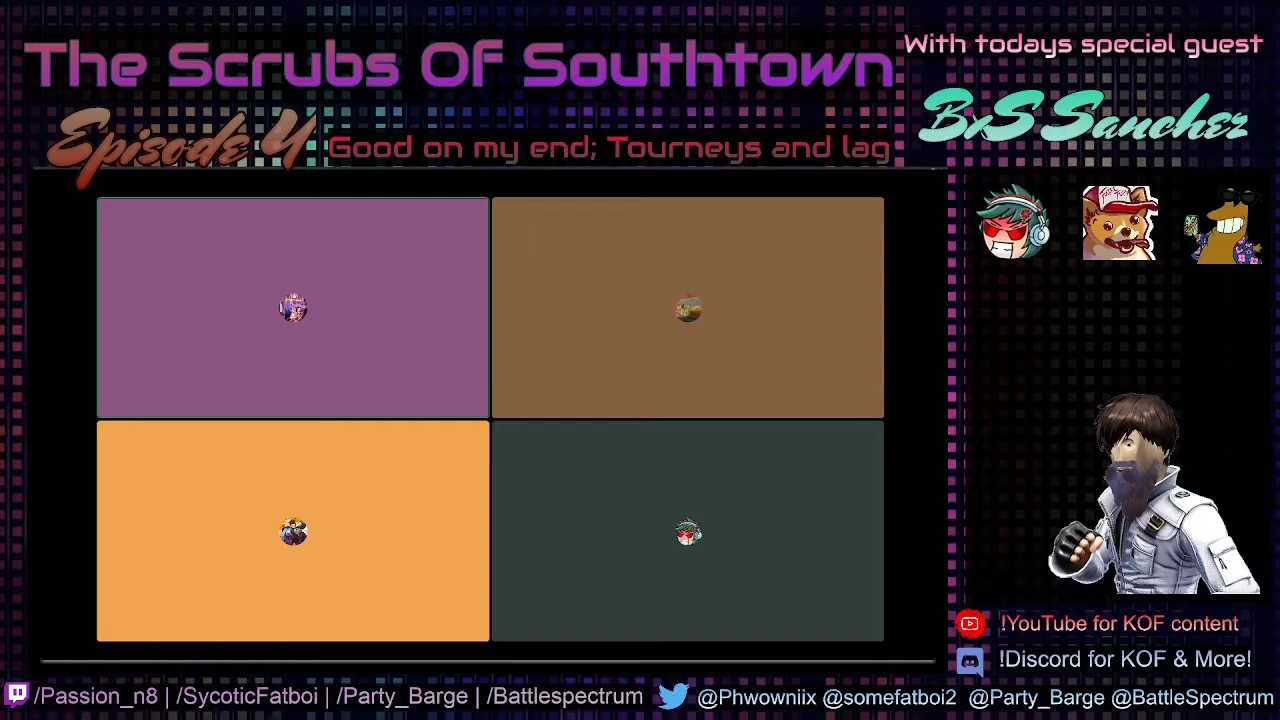 The Scrubs Of Southtown
With todays special guest
BxS Sanchez
Episode 4
Good on my end; Tourneys and lag
!YouTube for KOF content
!Discord for KOF & More!
/Passion_n8 | /SycoticFatboi | /Party_Barge | /Battlespectrum
@Phwowniix @somefatboi2 @Party_Barge @BattleSpectrum